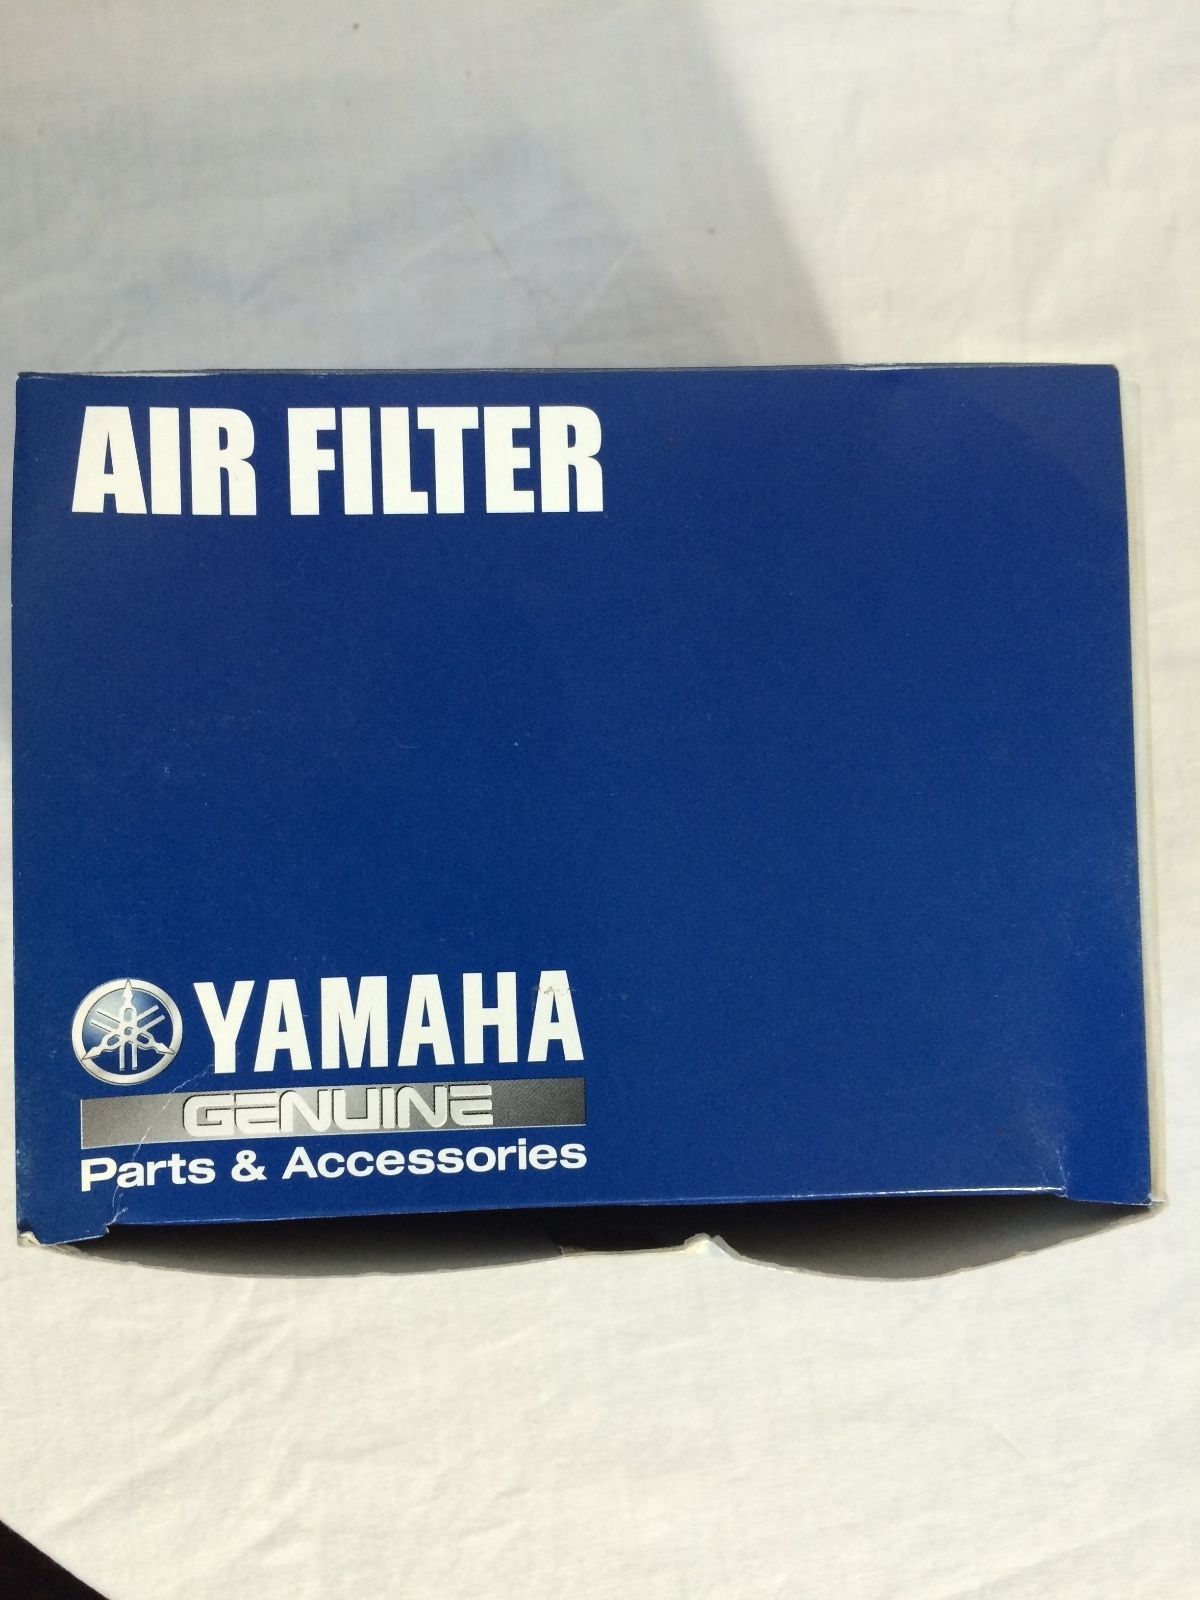 AIR FILTER
YAMAHA
GENUINE
Parts & Accessories